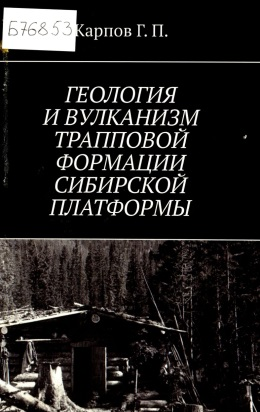 Б76853
Карпов Г. П.
ГЕОЛОГИЯ
И ВУЛКАНИЗМ
ТРАППОВОЙ
ФОРМАЦИИ
СИБИРСКОЙ
ПЛАТФОРМЫ